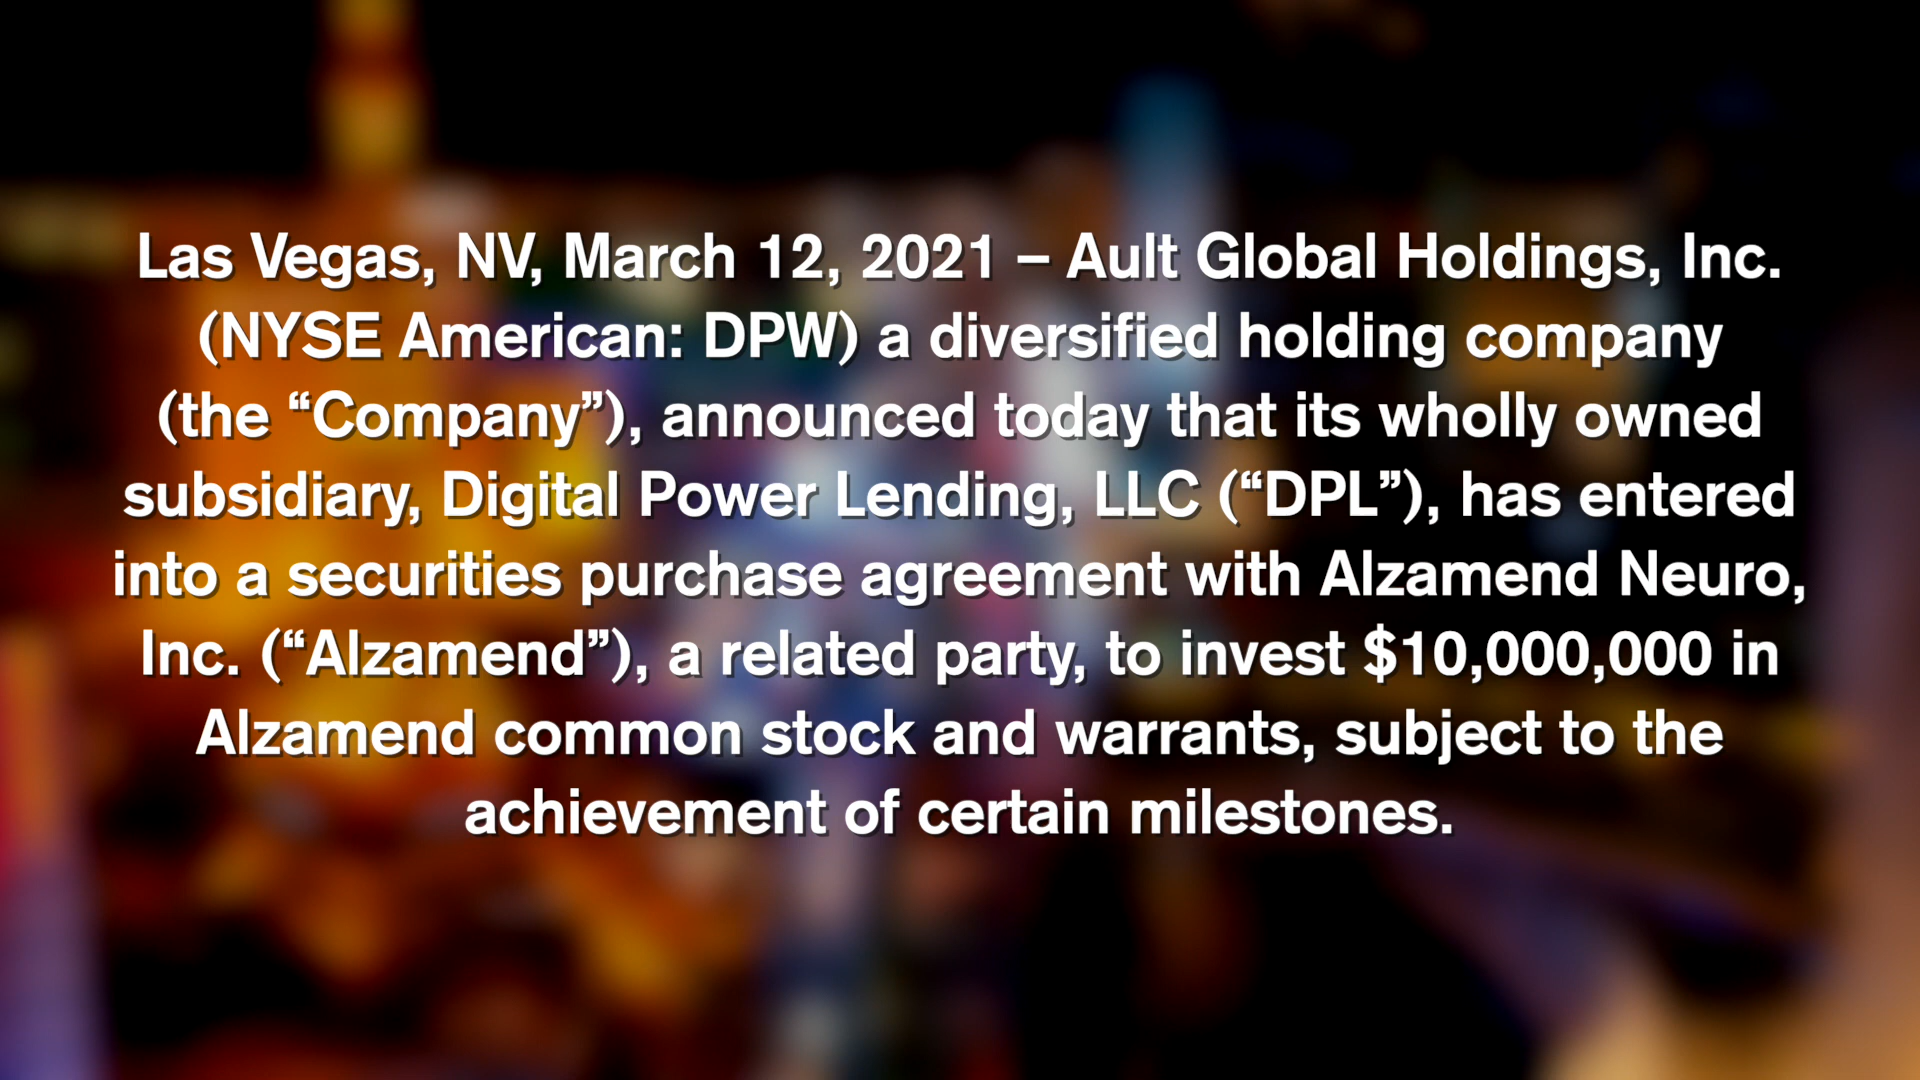 Las Vegas, NV, March 12, 2021 – Ault Global Holdings, Inc.
(NYSE American: DPW) a diversified holding company
(the “Company”), announced today that its wholly owned
subsidiary, Digital Power Lending, LLC (“DPL”), has entered
into a securities purchase agreement with Alzamend Neuro,
Inc. (“Alzamend”), a related party, to invest $10,000,000 in
Alzamend common stock and warrants, subject to the
achievement of certain milestones.